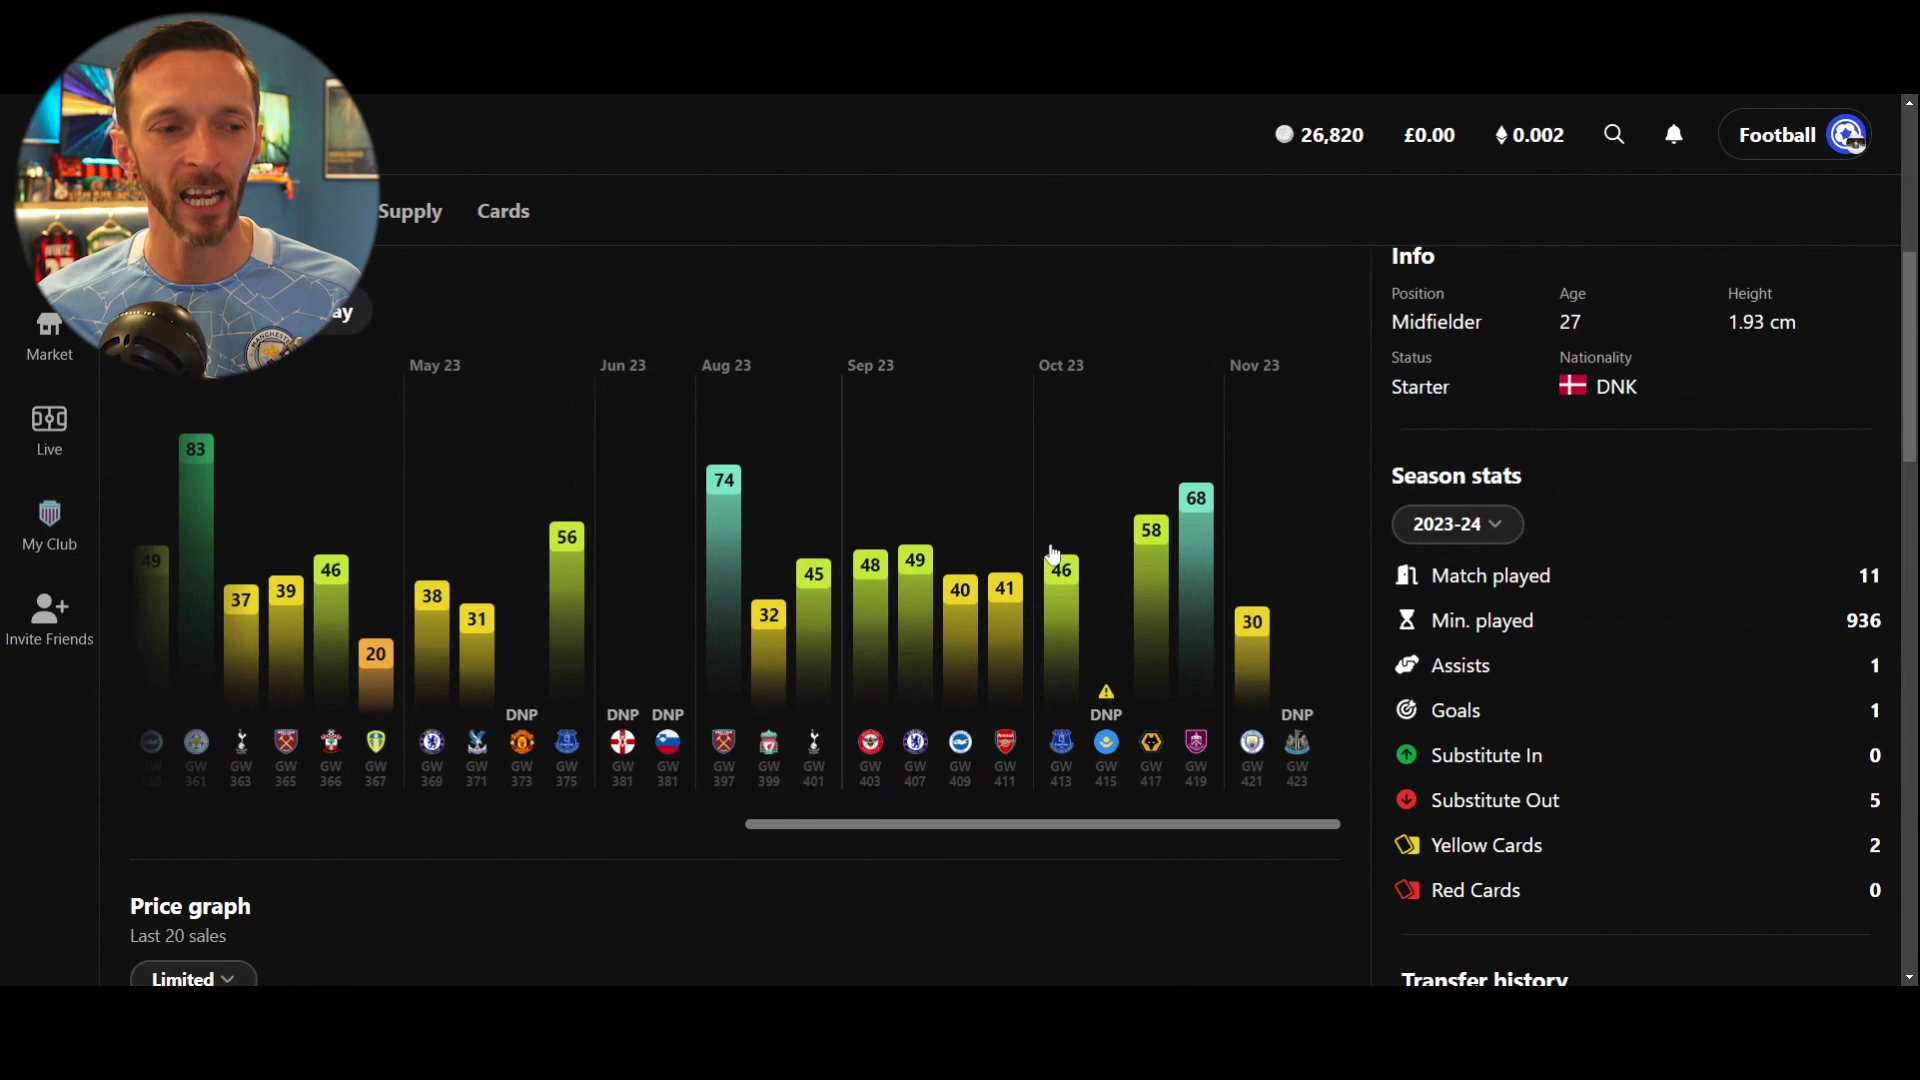 26,820 £0.00 0.002 Football
Supply Cards
ay
Market
Live
My Club
Invite Friends
May 23 Jun 23 Aug 23 Sep 23 Oct 23 Nov 23
49 83 37 39 46 20 38 31 DNP 56 DNP DNP 74 32 45 48 49 40 41 46 DNP 58 68 30 DNP
GW GW GW GW GW GW GW GW GW GW GW GW GW GW GW GW GW GW GW GW GW GW GW GW
361 363 365 366 367 369 371 373 375 381 381 397 399 401 403 407 409 411 413 415 417 419 421 423
Price graph
Last 20 sales
Limited
Info
Position Age Height
Midfielder 27 1.93 cm
Status Nationality
Starter DNK
Season stats
2023-24
Match played 11
Min. played 936
Assists 1
Goals 1
Substitute In 0
Substitute Out 5
Yellow Cards 2
Red Cards 0
Transfer history